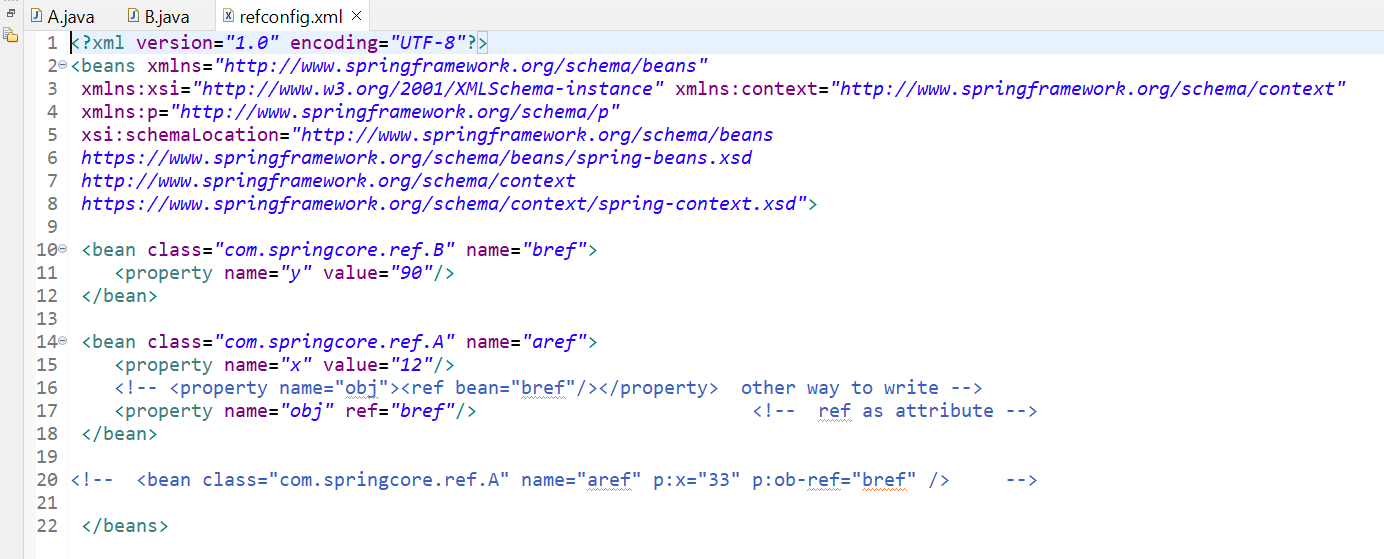 A.java B.java refconfig.xml
1 <?xml version="1.0" encoding="UTF-8"?>
2 <beans xmlns="http://www.springframework.org/schema/beans"
3 xmlns:xsi="http://www.w3.org/2001/XMLSchema-instance" xmlns:context="http://www.springframework.org/schema/context"
4 xmlns:p="http://www.springframework.org/schema/p"
5 xsi:schemaLocation="http://www.springframework.org/schema/beans
6 https://www.springframework.org/schema/beans/spring-beans.xsd
7 http://www.springframework.org/schema/context
8 https://www.springframework.org/schema/context/spring-context.xsd">
9
10 <bean class="com.springcore.ref.B" name="bref">
11 <property name="y" value="90"/>
12 </bean>
13
14 <bean class="com.springcore.ref.A" name="aref">
15 <property name="x" value="12"/>
16 <!-- <property name="obj"><ref bean="bref"/></property> other way to write -->
17 <property name="obj" ref="bref"/> <!-- ref as attribute -->
18 </bean>
19
20 <!-- <bean class="com.springcore.ref.A" name="aref" p:x="33" p:ob-ref="bref" /> -->
21
22 </beans>